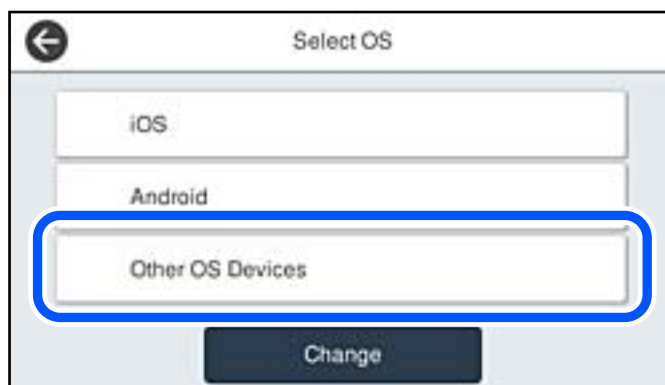 Select OS
iOS
Android
Other OS Devices
Change